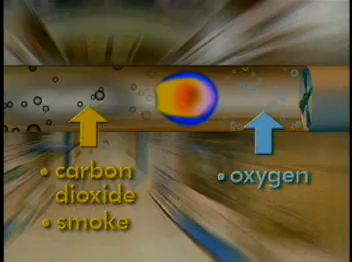 • carbon
dioxide
• smoke
• oxygen